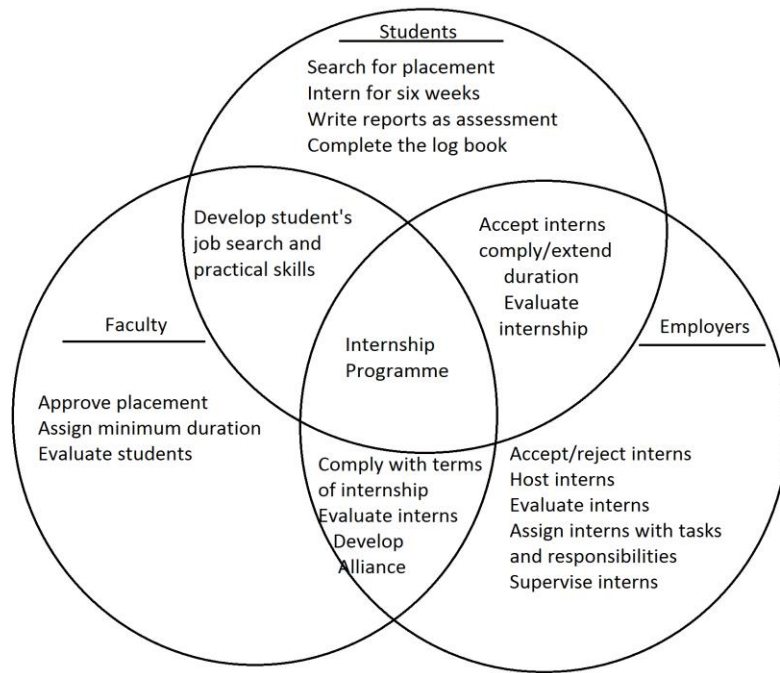 Students
Search for placement
Intern for six weeks
Write reports as assessment
Complete the log book
Develop student's
job search and
practical skills
Accept interns
comply/extend
duration
Evaluate
internship
Faculty
Employers
Internship
Programme
Approve placement
Assign minimum duration
Evaluate students
Comply with terms
of internship
Evaluate interns
Develop
Alliance
Accept/reject interns
Host interns
Evaluate interns
Assign interns with tasks
and responsibilities
Supervise interns